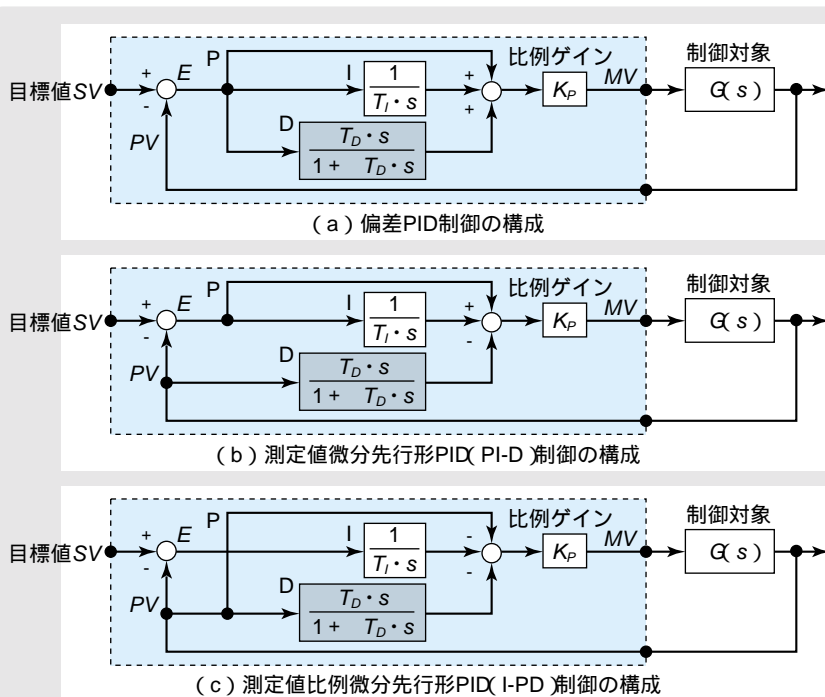 P
比例ゲイン
制御対象
目標値SV
+
-
E
I
1
T_I・s
+
+
K_P
MV
G(s)
PV
D
T_D・s
1+ T_D・s
(a)偏差PID制御の構成
P
比例ゲイン
制御対象
目標値SV
+
-
E
I
1
T_I・s
+
-
K_P
MV
G(s)
PV
D
T_D・s
1+ T_D・s
(b)測定値微分先行形PID(PI-D)制御の構成
P
比例ゲイン
制御対象
目標値SV
+
-
E
I
1
T_I・s
-
-
K_P
MV
G(s)
PV
D
T_D・s
1+ T_D・s
(c)測定値比例微分先行形PID(I-PD)制御の構成